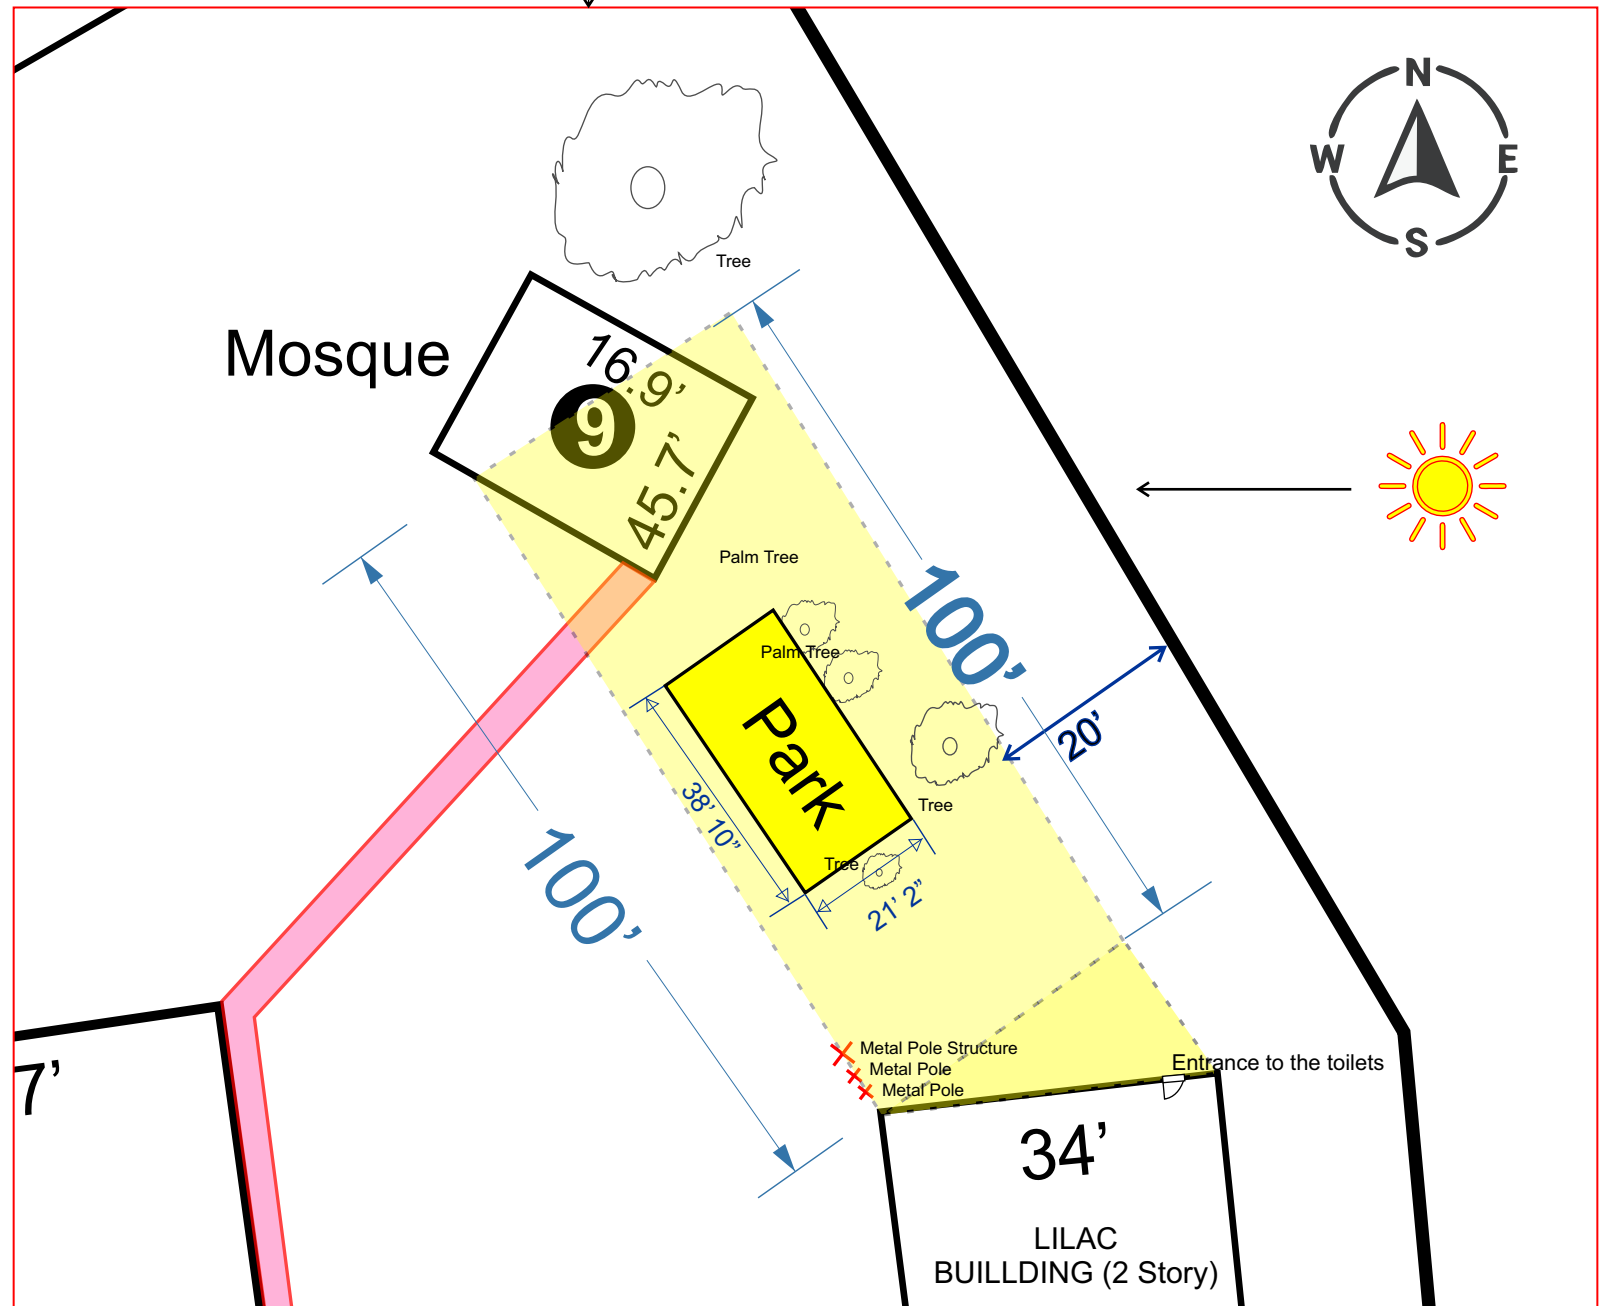 N
W
E
S
Tree
Mosque
16.9’
9
45.7’
Palm Tree
100’
Palm Tree
20’
Park
38’ 10”
Tree
100’
Tree
21’ 2”
Metal Pole Structure
Entrance to the toilets
Metal Pole
Metal Pole
7’
34’
LILAC
BUILLDING (2 Story)